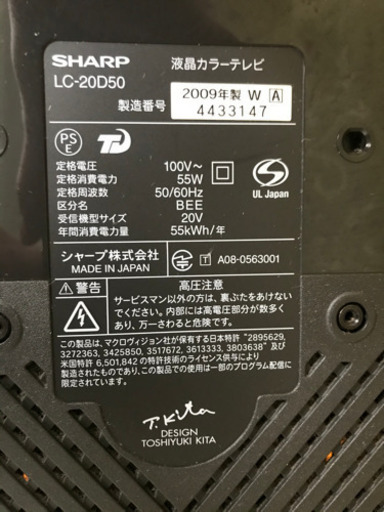 SHARP 液晶カラーテレビ
LC-20D50
製造番号 2009年製 W A
4433147
PS
E
定格電圧 100V~
定格消費電力 55W
定格周波数 50/60Hz
区分名 BEE
受信機型サイズ 20V
年間消費電力量 55kWh/年
UL Japan
シャープ株式会社
MADE IN JAPAN
T A08-0563001
警告 高圧注意
サービスマン以外の方は、裏ぶたをあけない
でください。内部には高電圧部分が数多く
あり、万一さわると危険です。
この製品は、マクロヴィジョン社が保有する日本特許 "2895629,
3272363, 3425850, 3517672, 3613333, 3803638" 及び
米国特許 6,501,842 の特許技術のライセンス供与により
製造されており、この製品での使用は一部のプログラム配信に
限定されています。
T. Kita
DESIGN
TOSHIYUKI KITA